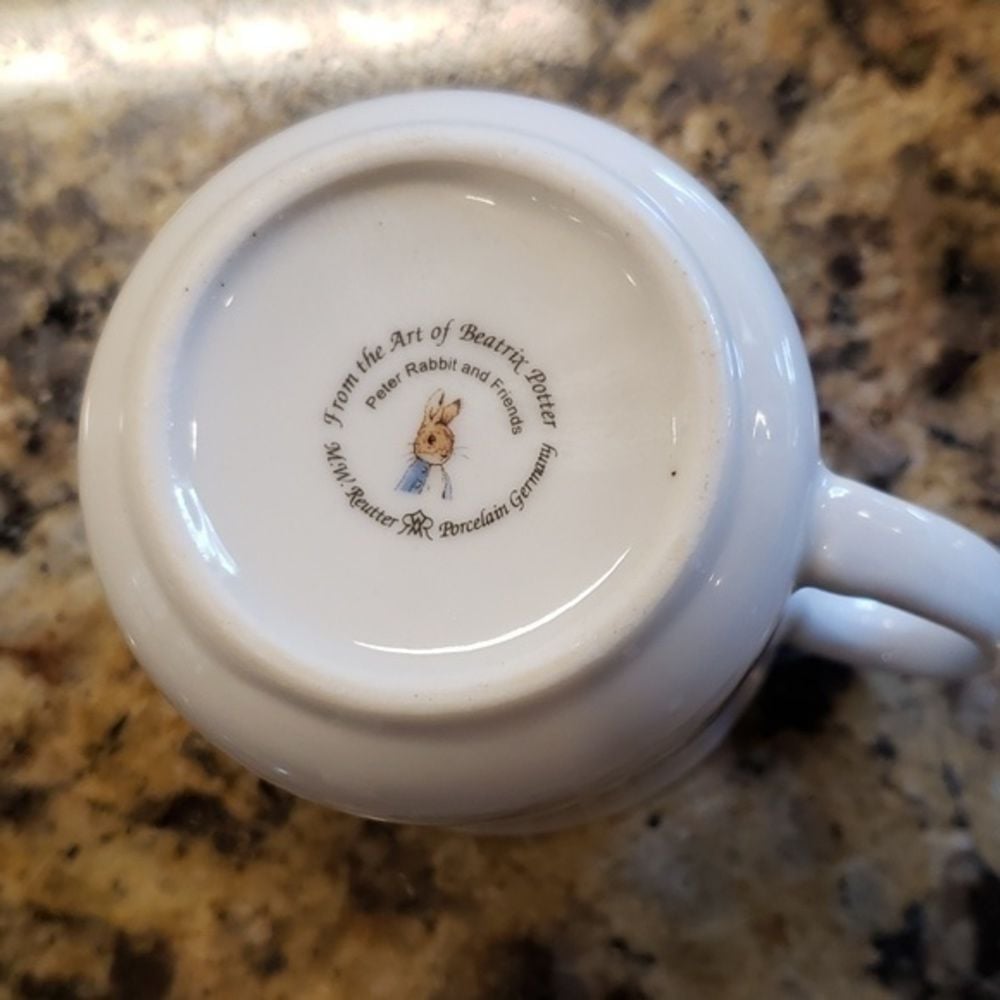 From the Art of Beatrix Potter
Peter Rabbit and Friends
M.W. Reutter Porcelain Germany